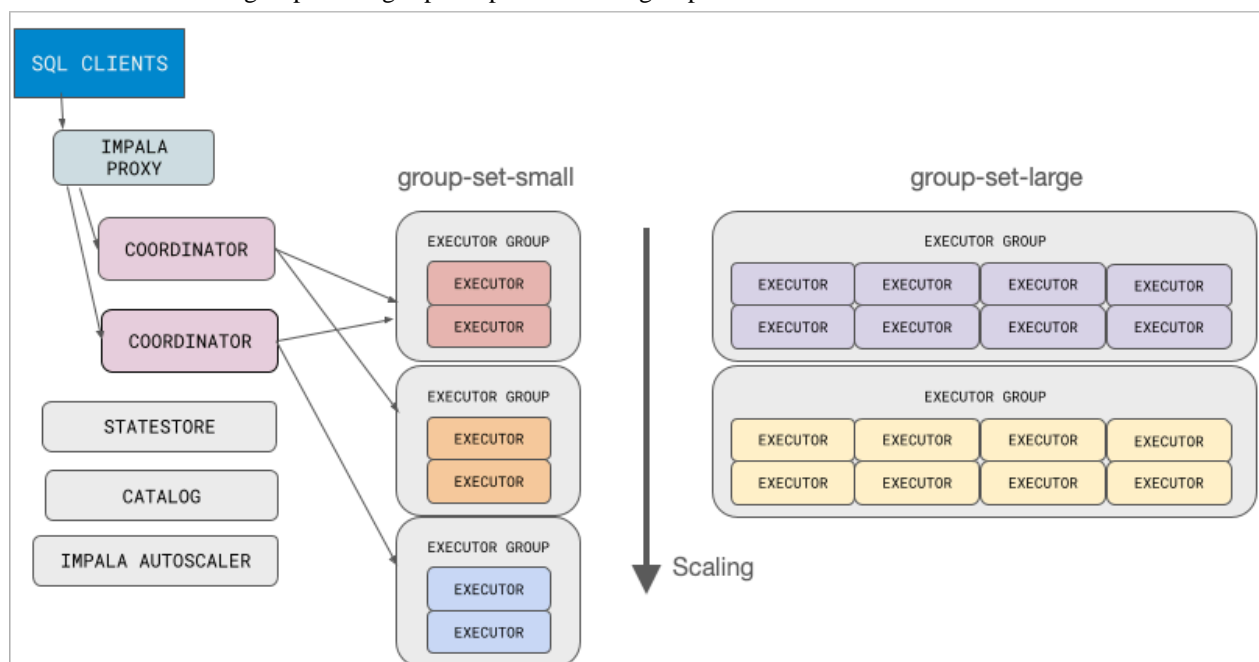 SQL CLIENTS
IMPALA
PROXY
COORDINATOR
COORDINATOR
STATESTORE
CATALOG
IMPALA AUTOSCALER
group-set-small
EXECUTOR GROUP
EXECUTOR
EXECUTOR
EXECUTOR GROUP
EXECUTOR
EXECUTOR
EXECUTOR GROUP
EXECUTOR
EXECUTOR
Scaling
group-set-large
EXECUTOR GROUP
EXECUTOR EXECUTOR EXECUTOR EXECUTOR
EXECUTOR EXECUTOR EXECUTOR EXECUTOR
EXECUTOR GROUP
EXECUTOR EXECUTOR EXECUTOR EXECUTOR
EXECUTOR EXECUTOR EXECUTOR EXECUTOR